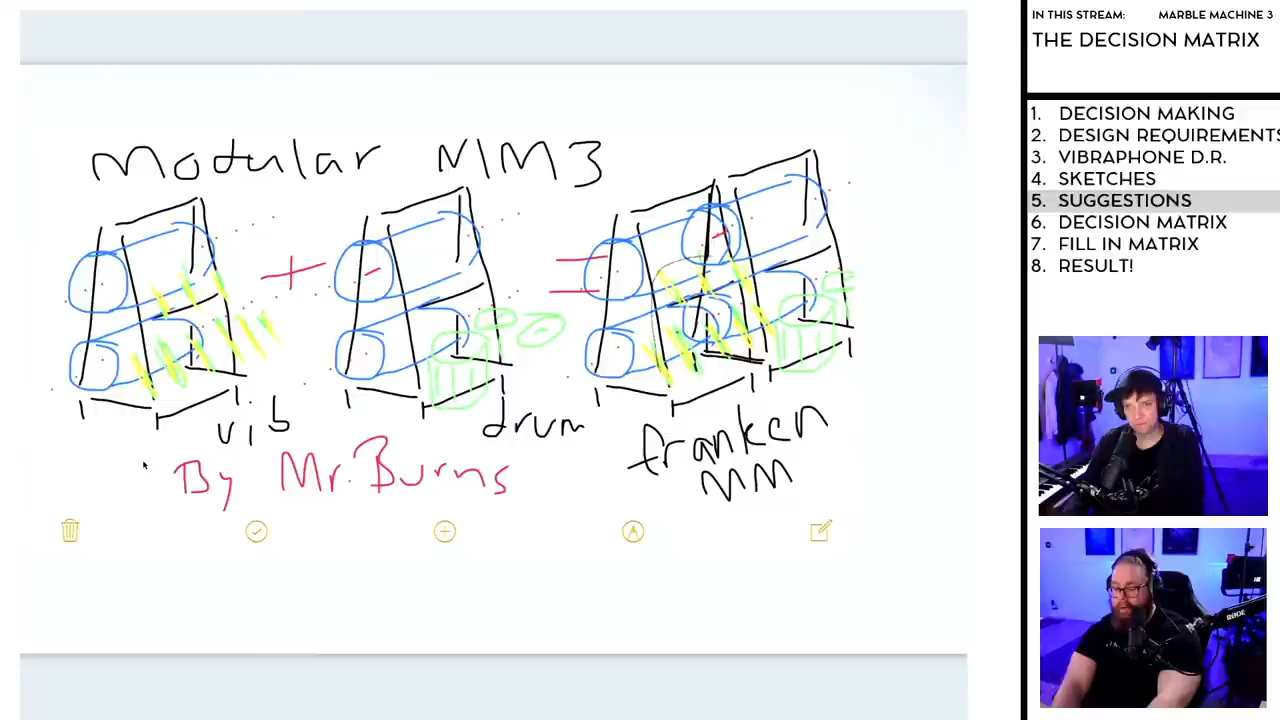 IN THIS STREAM: MARBLE MACHINE 3
THE DECISION MATRIX
1. DECISION MAKING
2. DESIGN REQUIREMENTS
3. VIBRAPHONE D.R.
4. SKETCHES
5. SUGGESTIONS
6. DECISION MATRIX
7. FILL IN MATRIX
8. RESULT!
Modular MM3
+ =
vib drum franken
MM
By Mr. Burns
RØDE